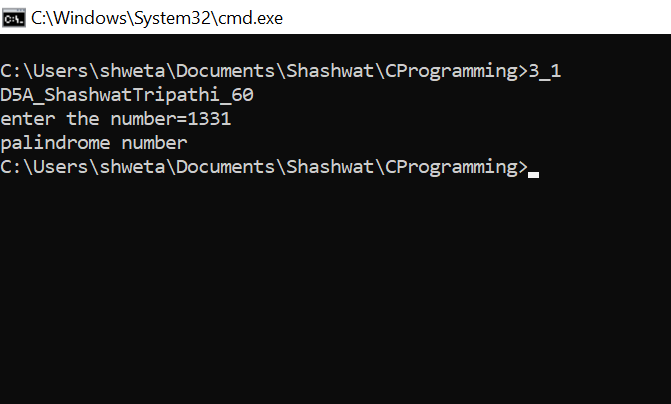 C:\Windows\System32\cmd.exe
C:\Users\shweta\Documents\Shashwat\CProgramming>3_1
D5A_ShashwatTripathi_60
enter the number=1331
palindrome number
C:\Users\shweta\Documents\Shashwat\CProgramming>